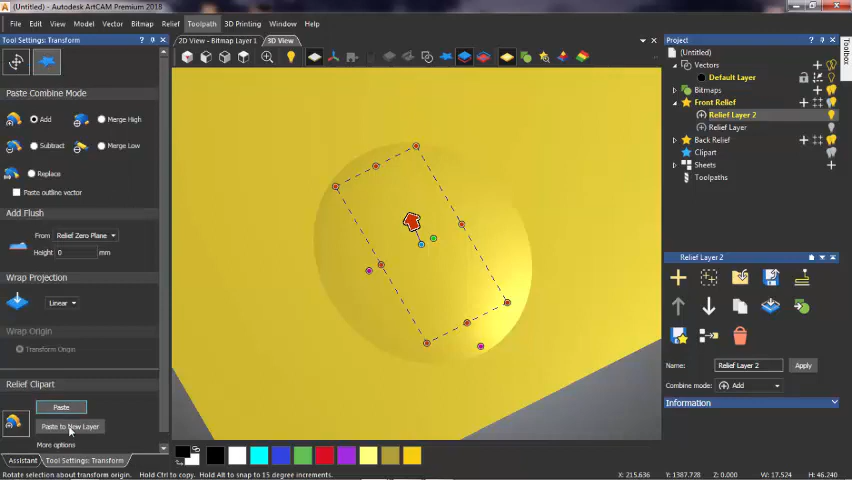 (Untitled) - Autodesk ArtCAM Premium 2018
File Edit View Model Vector Bitmap Relief Toolpath 3D Printing Window Help
Tool Settings: Transform
2D View - Bitmap Layer 1 3D View
Project
Toolbox
(Untitled)
Vectors
Default Layer
Bitmaps
Front Relief
Relief Layer 2
Relief Layer
Back Relief
Clipart
Sheets
Toolpaths
Paste Combine Mode
Add Merge High
Subtract Merge Low
Replace
Paste outline vector
Add Flush
From Relief Zero Plane
Height 0 mm
Wrap Projection
Linear
Wrap Origin
Transform Origin
Relief Clipart
Paste
Paste to New Layer
More options
Relief Layer 2
Name: Relief Layer 2 Apply
Combine mode: Add
Information
Assistant Tool Settings: Transform
Rotate selection about transform origin. Hold Ctrl to copy. Hold Alt to snap to 15 degree increments. X: 215.636 Y: 1387.728 Z: 0.000 W: 17.524 H: 46.240